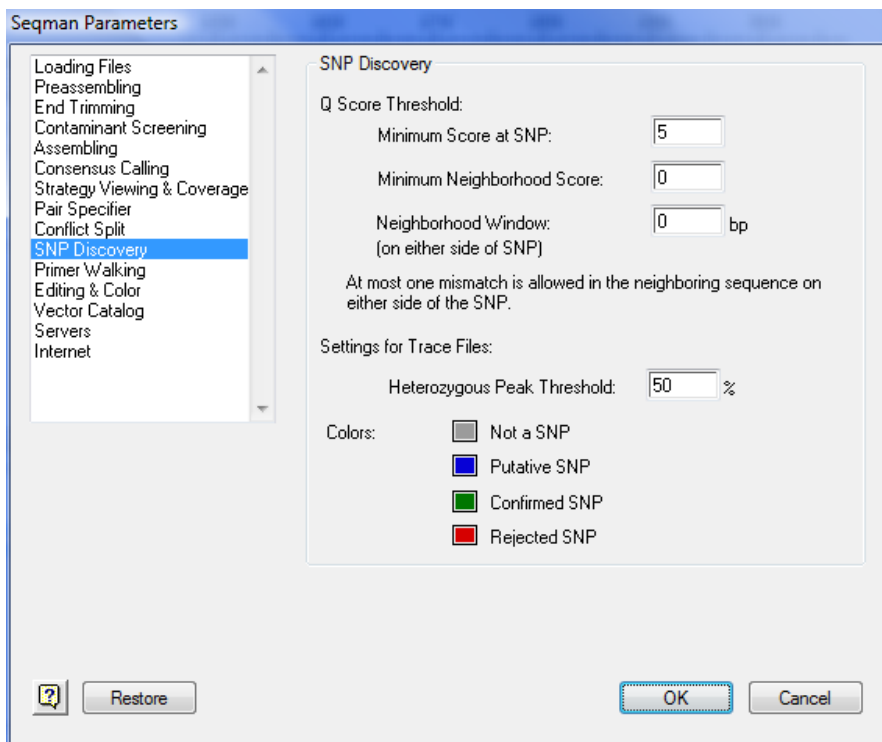 Seqman Parameters
Loading Files
Preassembling
End Trimming
Contaminant Screening
Assembling
Consensus Calling
Strategy Viewing & Coverage
Pair Specifier
Conflict Split
SNP Discovery
Primer Walking
Editing & Color
Vector Catalog
Servers
Internet
SNP Discovery
Q Score Threshold:
Minimum Score at SNP: 5
Minimum Neighborhood Score: 0
Neighborhood Window: 0 bp
(on either side of SNP)
At most one mismatch is allowed in the neighboring sequence on
either side of the SNP.
Settings for Trace Files:
Heterozygous Peak Threshold: 50 %
Colors: Not a SNP
Putative SNP
Confirmed SNP
Rejected SNP
? Restore OK Cancel